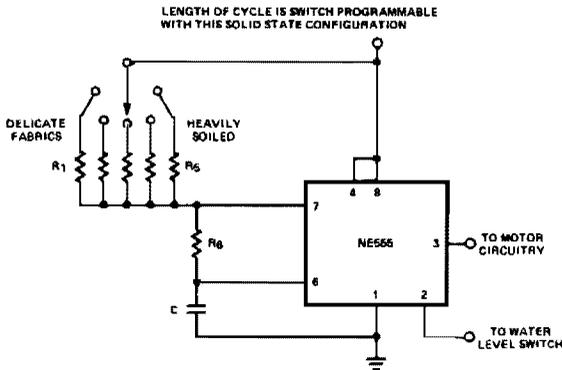 LENGTH OF CYCLE IS SWITCH PROGRAMMABLE
WITH THIS SOLID STATE CONFIGURATION
DELICATE
FABRICS
HEAVILY
SOILED
R1
R5
4
8
7
NE555
3
TO MOTOR
CIRCUITRY
R6
6
C
1
2
TO WATER
LEVEL SWITCH